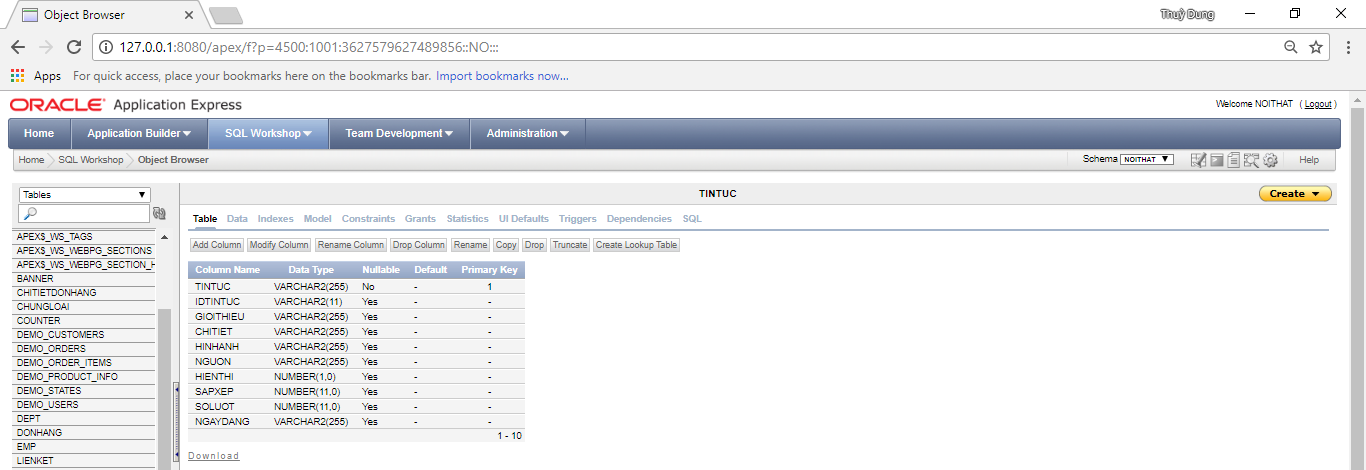 Object Browser
Thuỳ Dung
127.0.0.1:8080/apex/f?p=4500:1001:3627579627489856::NO:::
Apps For quick access, place your bookmarks here on the bookmarks bar. Import bookmarks now...
ORACLE Application Express
Welcome NOITHAT ( Logout )
Home Application Builder SQL Workshop Team Development Administration
Home SQL Workshop Object Browser Schema NOITHAT Help
Tables
TINTUC
Create
Table Data Indexes Model Constraints Grants Statistics UI Defaults Triggers Dependencies SQL
Add Column Modify Column Rename Column Drop Column Rename Copy Drop Truncate Create Lookup Table
APEX$_WS_TAGS
APEX$_WS_WEBPG_SECTIONS
APEX$_WS_WEBPG_SECTION_H
BANNER
CHITIETDONHANG
CHUNGLOAI
COUNTER
DEMO_CUSTOMERS
DEMO_ORDERS
DEMO_ORDER_ITEMS
DEMO_PRODUCT_INFO
DEMO_STATES
DEMO_USERS
DEPT
DONHANG
EMP
LIENKET
Column Name Data Type Nullable Default Primary Key
TINTUC VARCHAR2(255) No - 1
IDTINTUC VARCHAR2(11) Yes - -
GIOITHIEU VARCHAR2(255) Yes - -
CHITIET VARCHAR2(255) Yes - -
HINHANH VARCHAR2(255) Yes - -
NGUON VARCHAR2(255) Yes - -
HIENTHI NUMBER(1,0) Yes - -
SAPXEP NUMBER(11,0) Yes - -
SOLUOT NUMBER(11,0) Yes - -
NGAYDANG VARCHAR2(255) Yes - -
1 - 10
Download